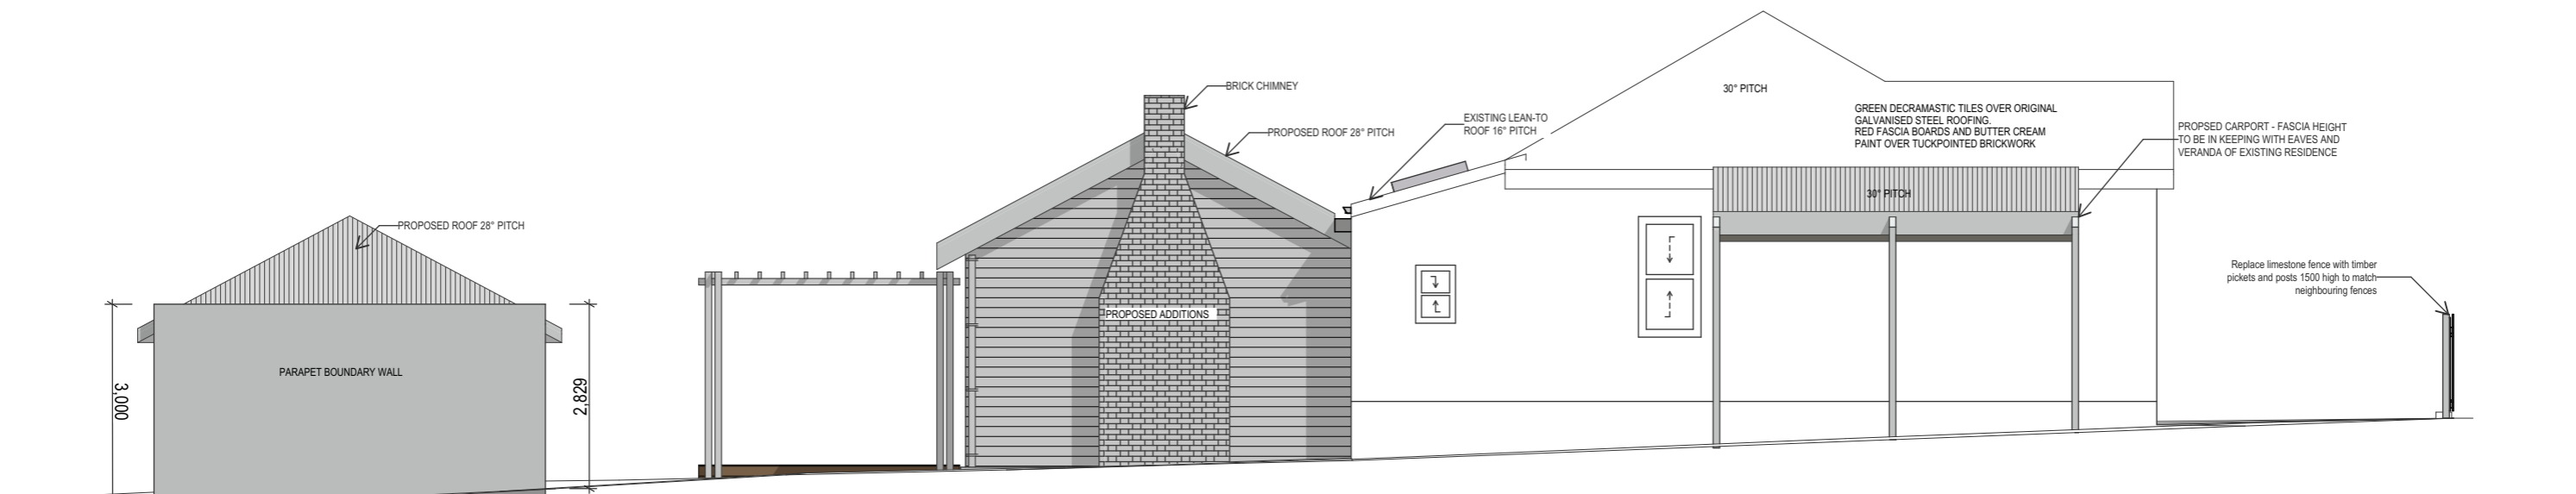 PROPOSED ROOF 28° PITCH
PARAPET BOUNDARY WALL
3,000
2,829
BRICK CHIMNEY
PROPOSED ROOF 28° PITCH
PROPOSED ADDITIONS
EXISTING LEAN-TO
ROOF 16° PITCH
30° PITCH
GREEN DECRAMASTIC TILES OVER ORIGINAL
GALVANISED STEEL ROOFING.
RED FASCIA BOARDS AND BUTTER CREAM
PAINT OVER TUCKPOINTED BRICKWORK
30° PITCH
PROPSED CARPORT - FASCIA HEIGHT
TO BE IN KEEPING WITH EAVES AND
VERANDA OF EXISTING RESIDENCE
Replace limestone fence with timber
pickets and posts 1500 high to match
neighbouring fences